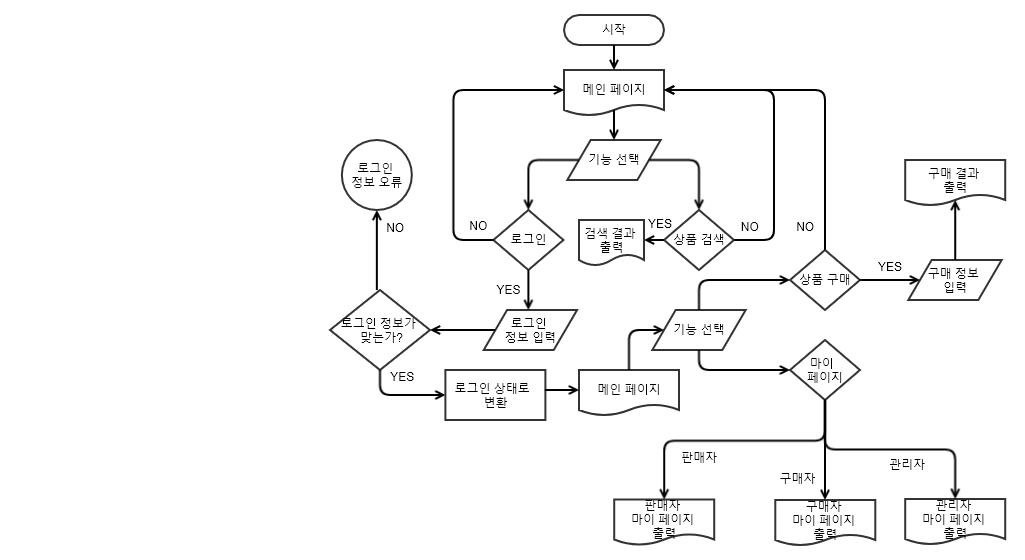 시작
메인 페이지
기능 선택
로그인
정보 오류
구매 결과
출력
NO
NO
로그인
검색 결과
출력
YES
상품 검색
NO
NO
상품 구매
YES
구매 정보
입력
YES
로그인 정보가
맞는가?
로그인
정보 입력
기능 선택
YES
로그인 상태로
변환
메인 페이지
마이
페이지
판매자
구매자
관리자
판매자
마이 페이지
출력
구매자
마이 페이지
출력
관리자
마이 페이지
출력